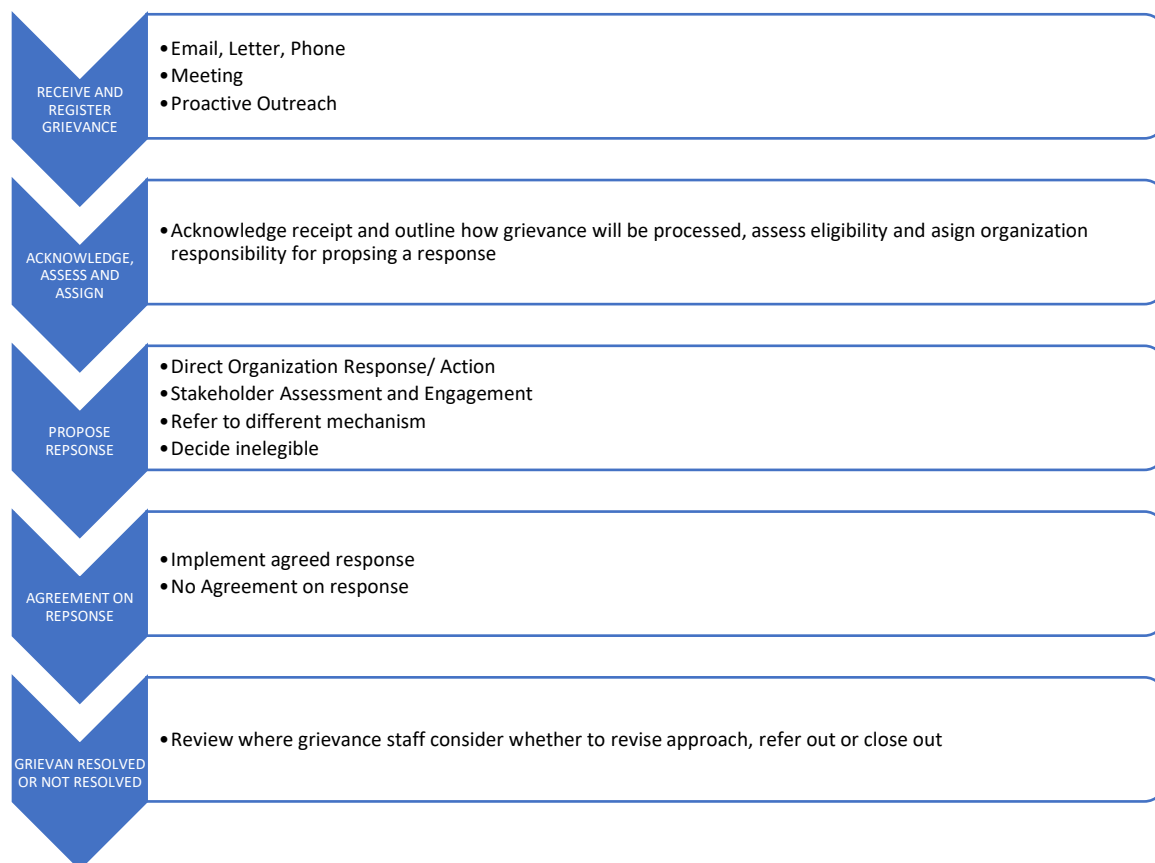 RECEIVE AND
REGISTER
GRIEVANCE
•Email, Letter, Phone
•Meeting
•Proactive Outreach
ACKNOWLEDGE,
ASSESS AND
ASSIGN
•Acknowledge receipt and outline how grievance will be processed, assess eligibility and asign organization
responsibility for propsing a response
PROPOSE
REPSONSE
•Direct Organization Response/ Action
•Stakeholder Assessment and Engagement
•Refer to different mechanism
•Decide inelegible
AGREEMENT ON
REPSONSE
•Implement agreed response
•No Agreement on response
GRIEVAN RESOLVED
OR NOT RESOLVED
•Review where grievance staff consider whether to revise approach, refer out or close out